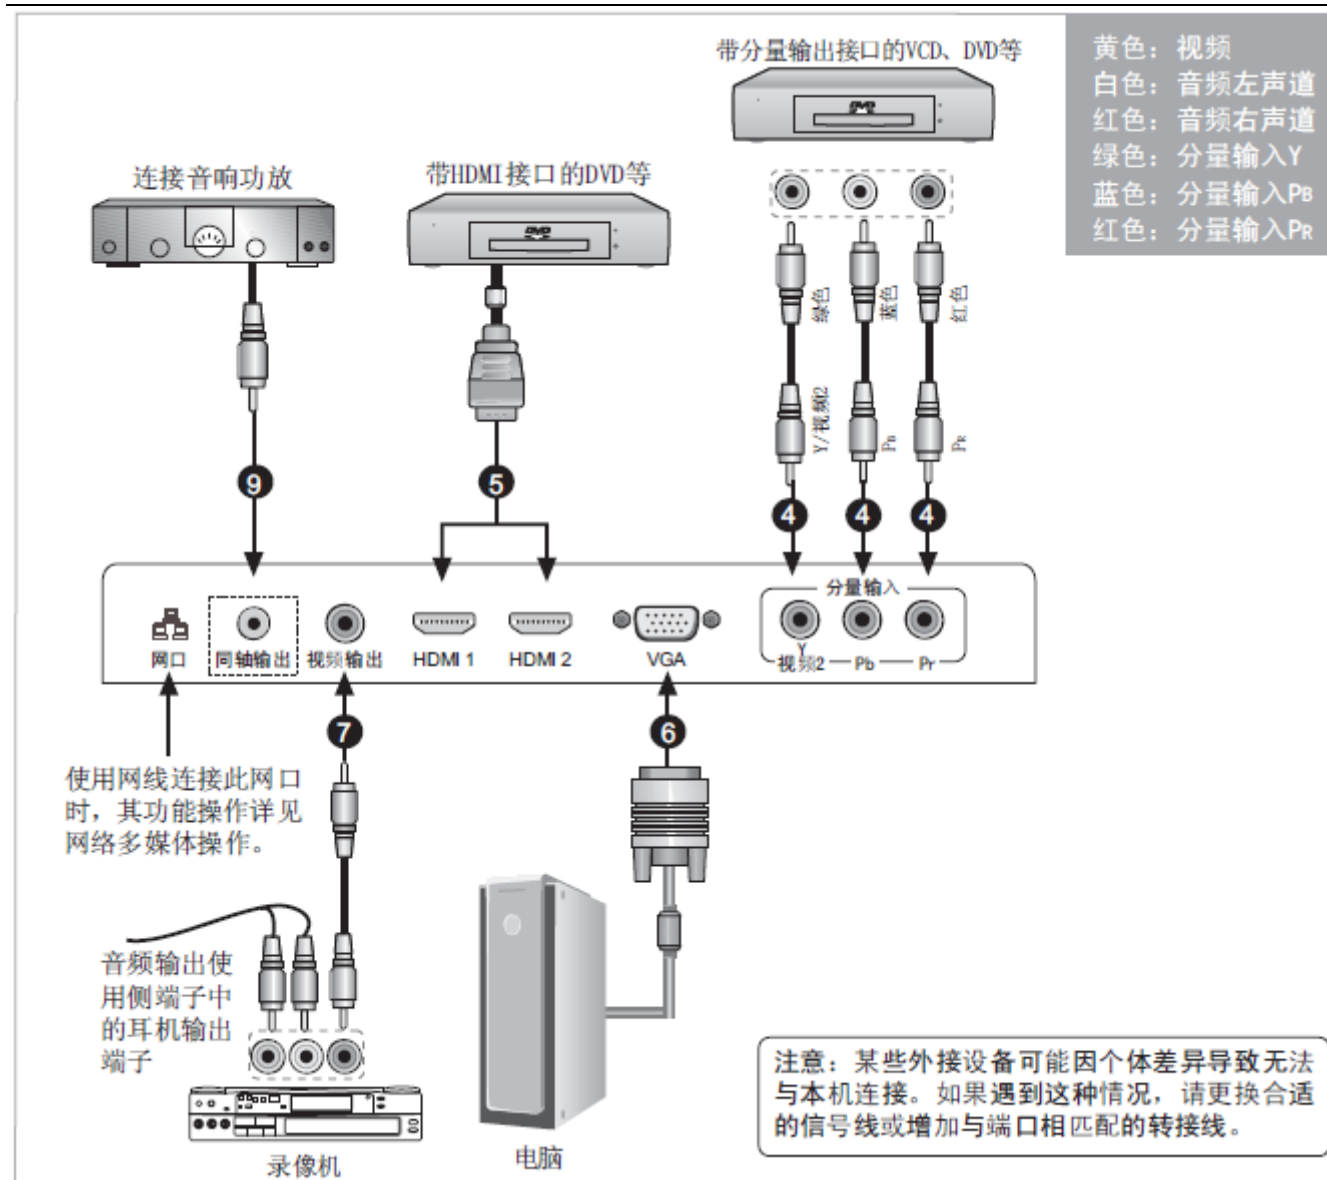 带分量输出接口的VCD、DVD等
黄色：视频
白色：音频左声道
红色：音频右声道
绿色：分量输入Y
蓝色：分量输入PB
红色：分量输入PR
连接音响功放
带HDMI接口的DVD等
DVD
DVD
绿色
蓝色
红色
Y/视频2
PB
PR
9
5
4
4
4
分量输入
网口
同轴输出
视频输出
HDMI 1
HDMI 2
VGA
Y
视频2
Pb
Pr
7
6
使用网线连接此网口
时，其功能操作详见
网络多媒体操作。
音频输出使
用侧端子中
的耳机输出
端子
录像机
电脑
注意：某些外接设备可能因个体差异导致无法
与本机连接。如果遇到这种情况，请更换合适
的信号线或增加与端口相匹配的转接线。